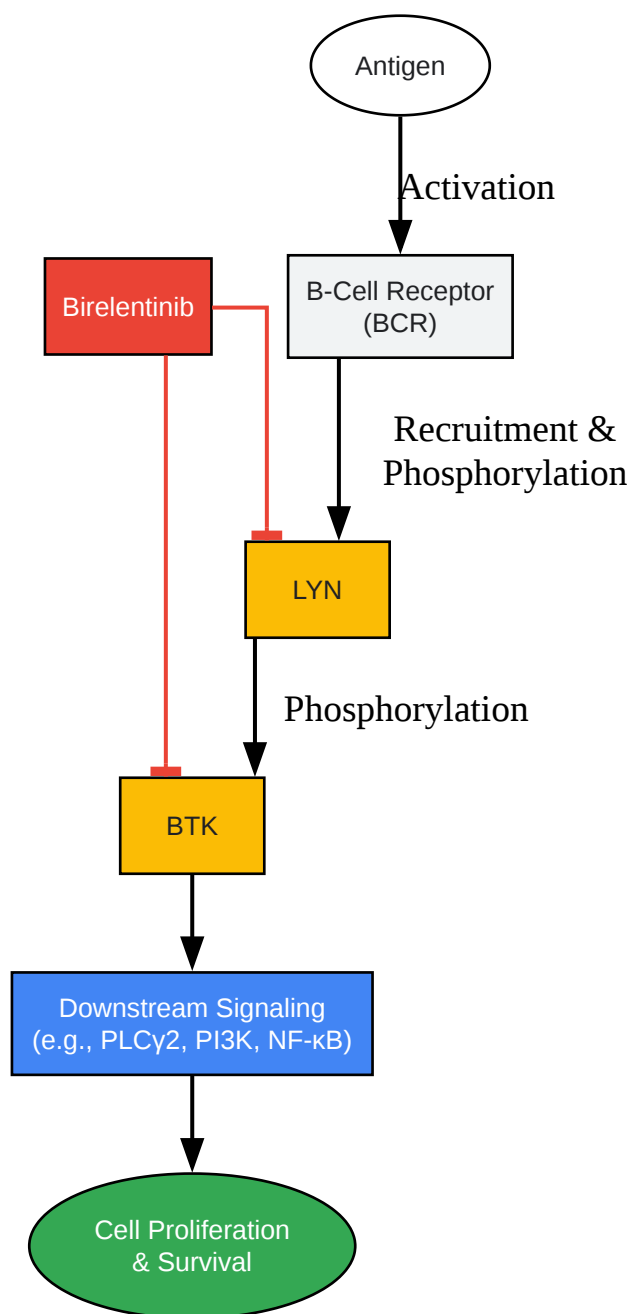 Antigen
Activation
Birelentinib
B-Cell Receptor
(BCR)
Recruitment &
Phosphorylation
LYN
Phosphorylation
BTK
Downstream Signaling
(e.g., PLCγ2, PI3K, NF-κB)
Cell Proliferation
& Survival